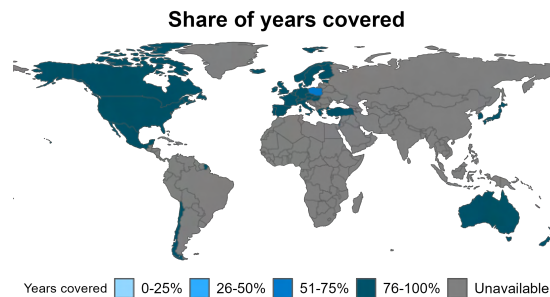 Share of years covered
Years covered 0-25% 26-50% 51-75% 76-100% Unavailable